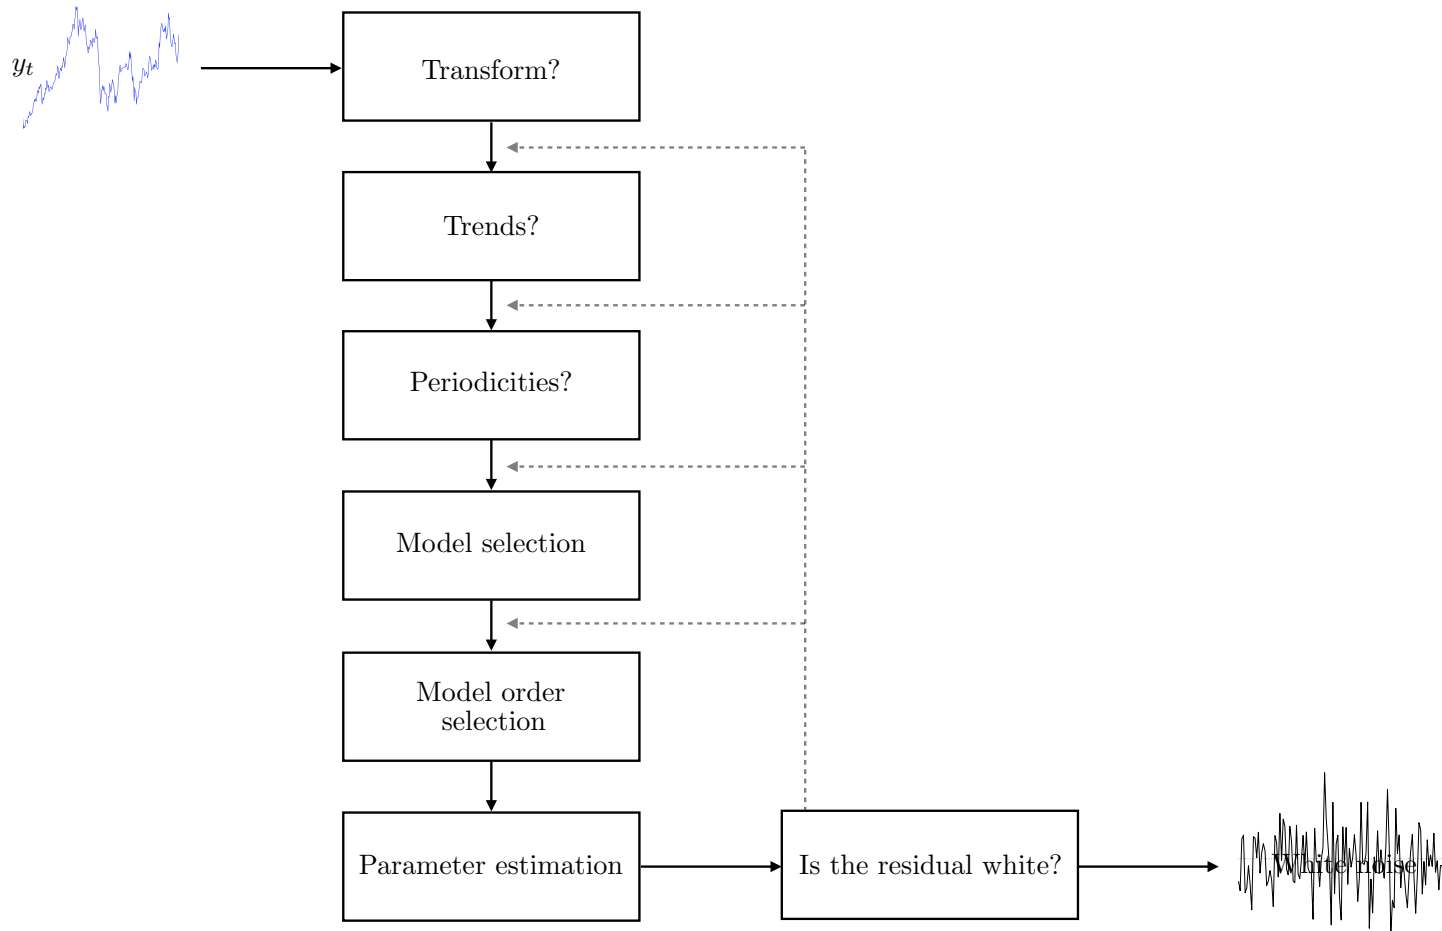 y_t
Transform?
Trends?
Periodicities?
Model selection
Model order
selection
Parameter estimation
Is the residual white?
White noise